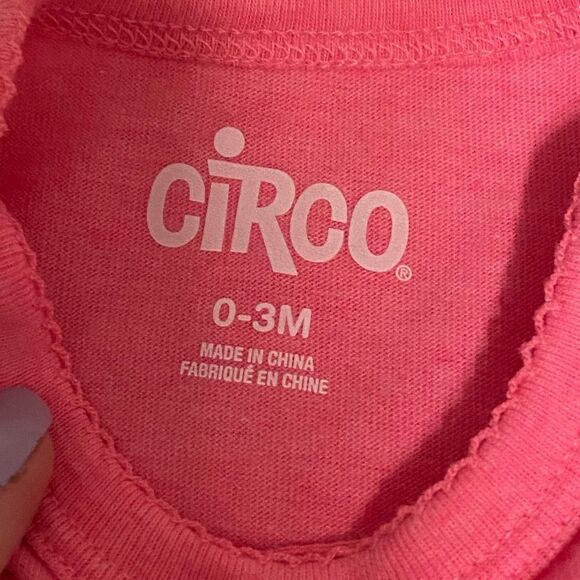 CiRCO®
0-3M
MADE IN CHINA
FABRIQUÉ EN CHINE